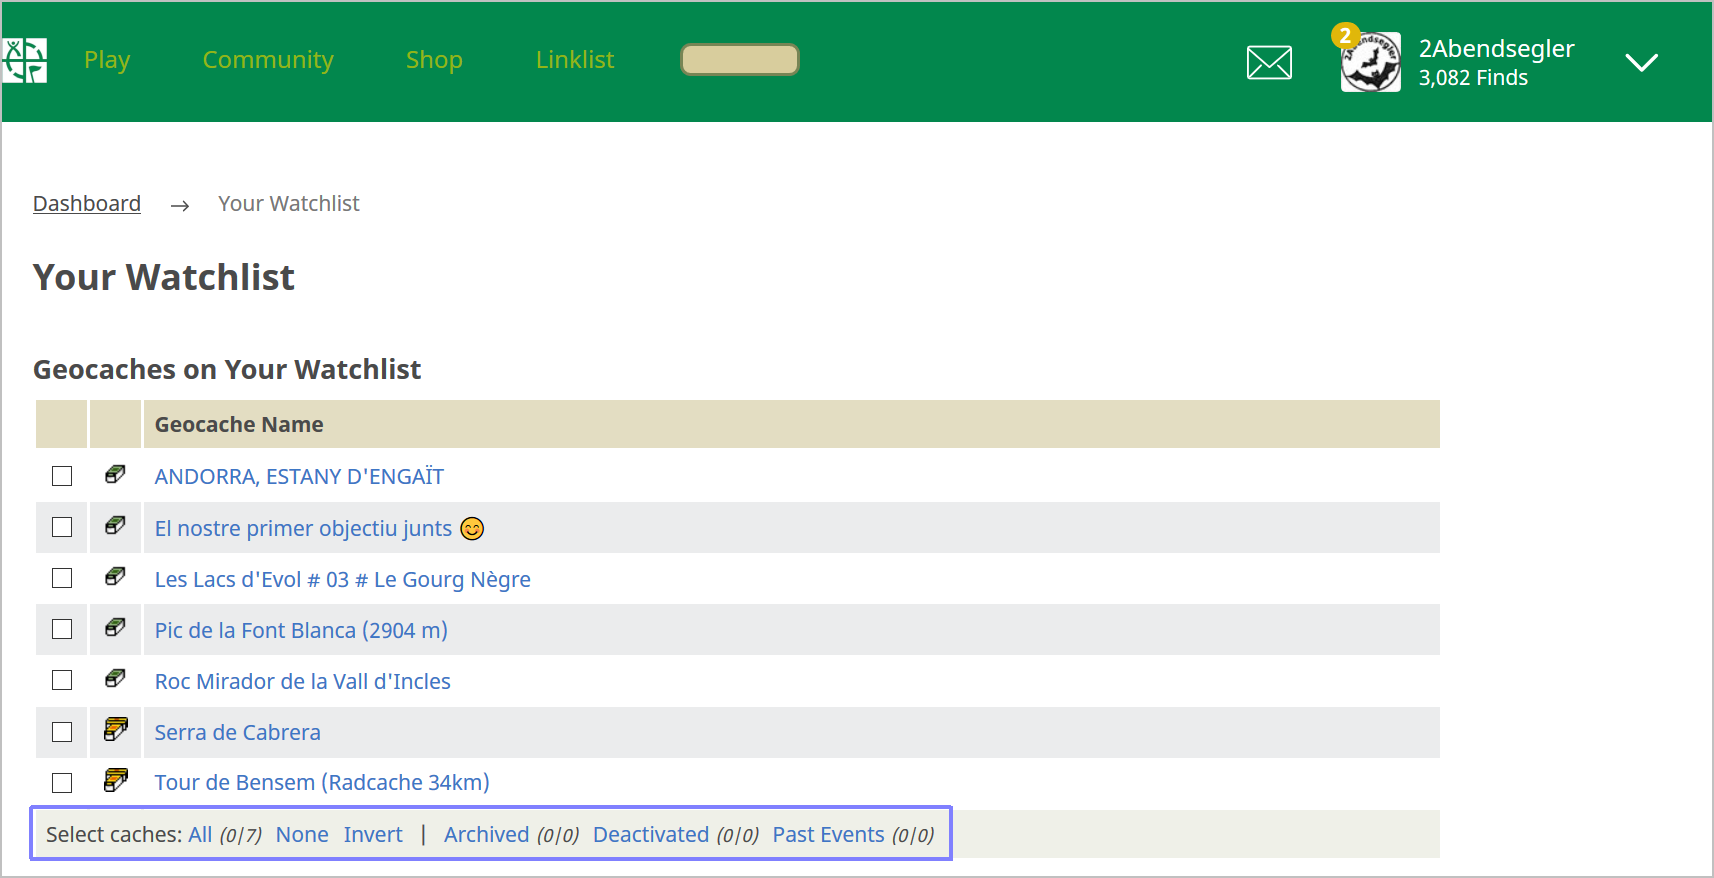 Play Community Shop Linklist
2
2Abendsegler
3,082 Finds
Dashboard → Your Watchlist
Your Watchlist
Geocaches on Your Watchlist
Geocache Name
ANDORRA, ESTANY D'ENGAÏT
El nostre primer objectiu junts 😊
Les Lacs d'Evol # 03 # Le Gourg Nègre
Pic de la Font Blanca (2904 m)
Roc Mirador de la Vall d'Incles
Serra de Cabrera
Tour de Bensem (Radcache 34km)
Select caches: All (0|7) None Invert | Archived (0|0) Deactivated (0|0) Past Events (0|0)